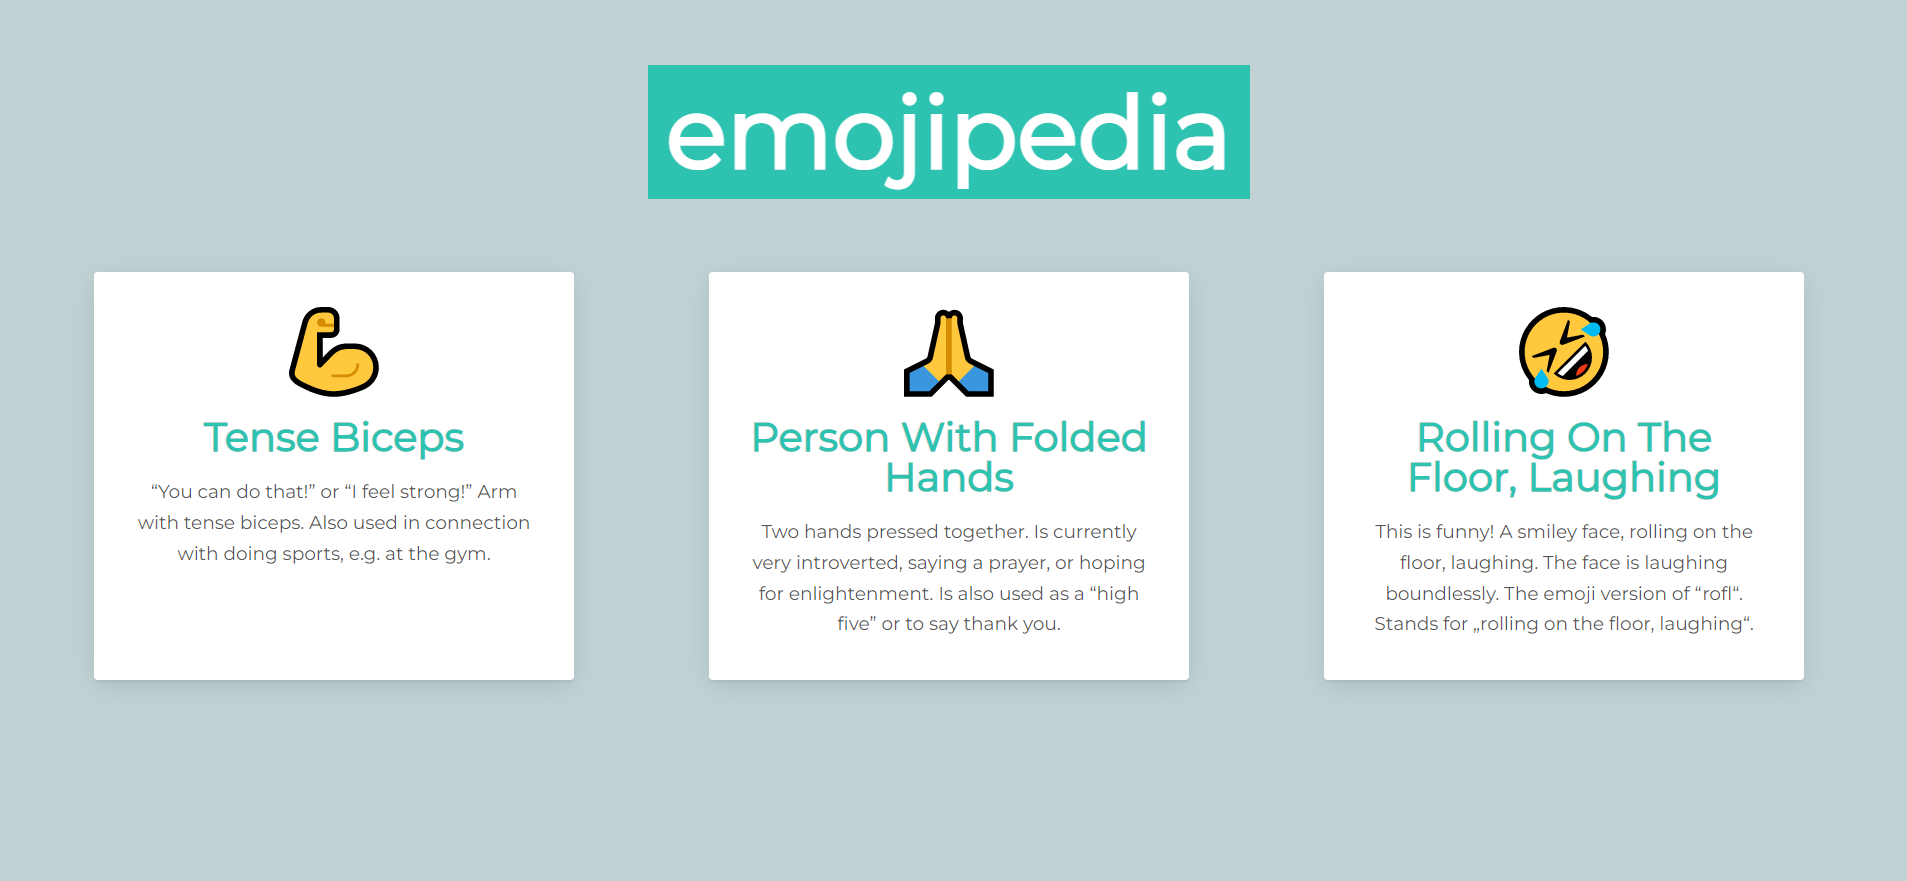 emojipedia
Tense Biceps
“You can do that!” or “I feel strong!” Arm
with tense biceps. Also used in connection
with doing sports, e.g. at the gym.
Person With Folded
Hands
Two hands pressed together. Is currently
very introverted, saying a prayer, or hoping
for enlightenment. Is also used as a “high
five” or to say thank you.
Rolling On The
Floor, Laughing
This is funny! A smiley face, rolling on the
floor, laughing. The face is laughing
boundlessly. The emoji version of “rofl“.
Stands for „rolling on the floor, laughing“.